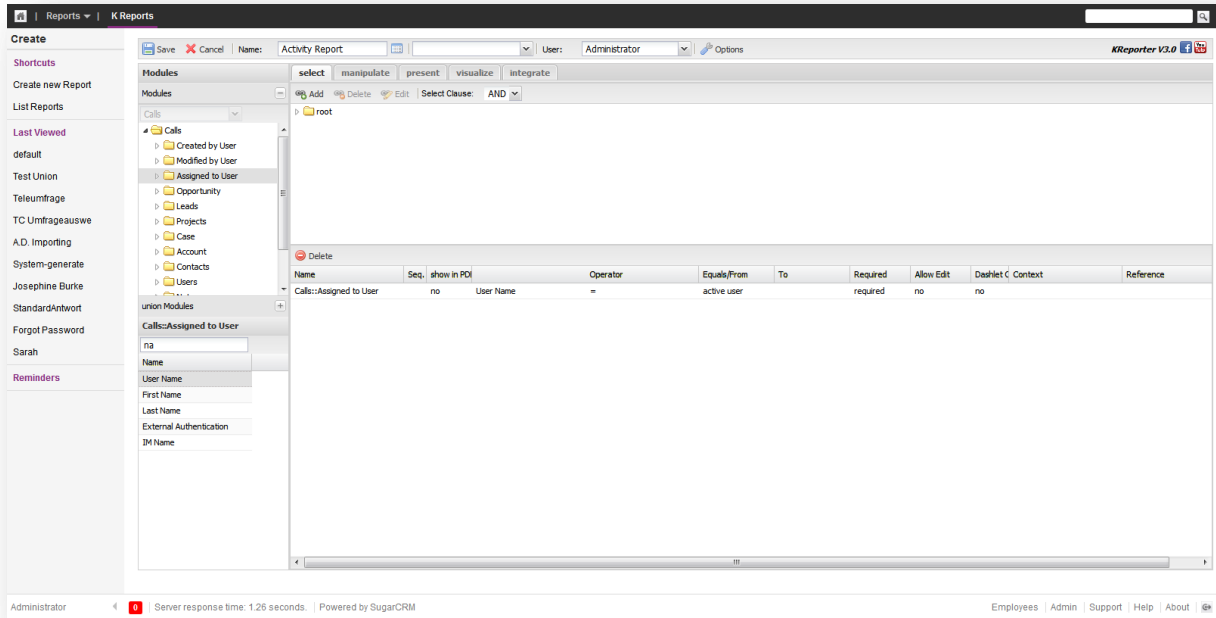 Reports | K Reports
Create
Shortcuts
Create new Report
List Reports
Last Viewed
default
Test Union
Teleumfrage
TC Umfrageauswe
A.D. Importing
System-generate
Josephine Burke
StandardAntwort
Forgot Password
Sarah
Reminders
Save Cancel Name: Activity Report User: Administrator Options KReporter V3.0 f You Tube
Modules
Modules
Calls
Calls
Created by User
Modified by User
Assigned to User
Opportunity
Leads
Projects
Case
Account
Contacts
Users
union Modules
Calls::Assigned to User
na
Name
User Name
First Name
Last Name
External Authentication
IM Name
select manipulate present visualize integrate
Add Delete Edit Select Clause: AND
root
Delete
Name Seq. show in PDF Operator Equals/From To Required Allow Edit Dashlet C Context Reference
Calls::Assigned to User no User Name = active user required no no
Administrator 0 Server response time: 1.26 seconds. Powered by SugarCRM Employees | Admin | Support | Help | About